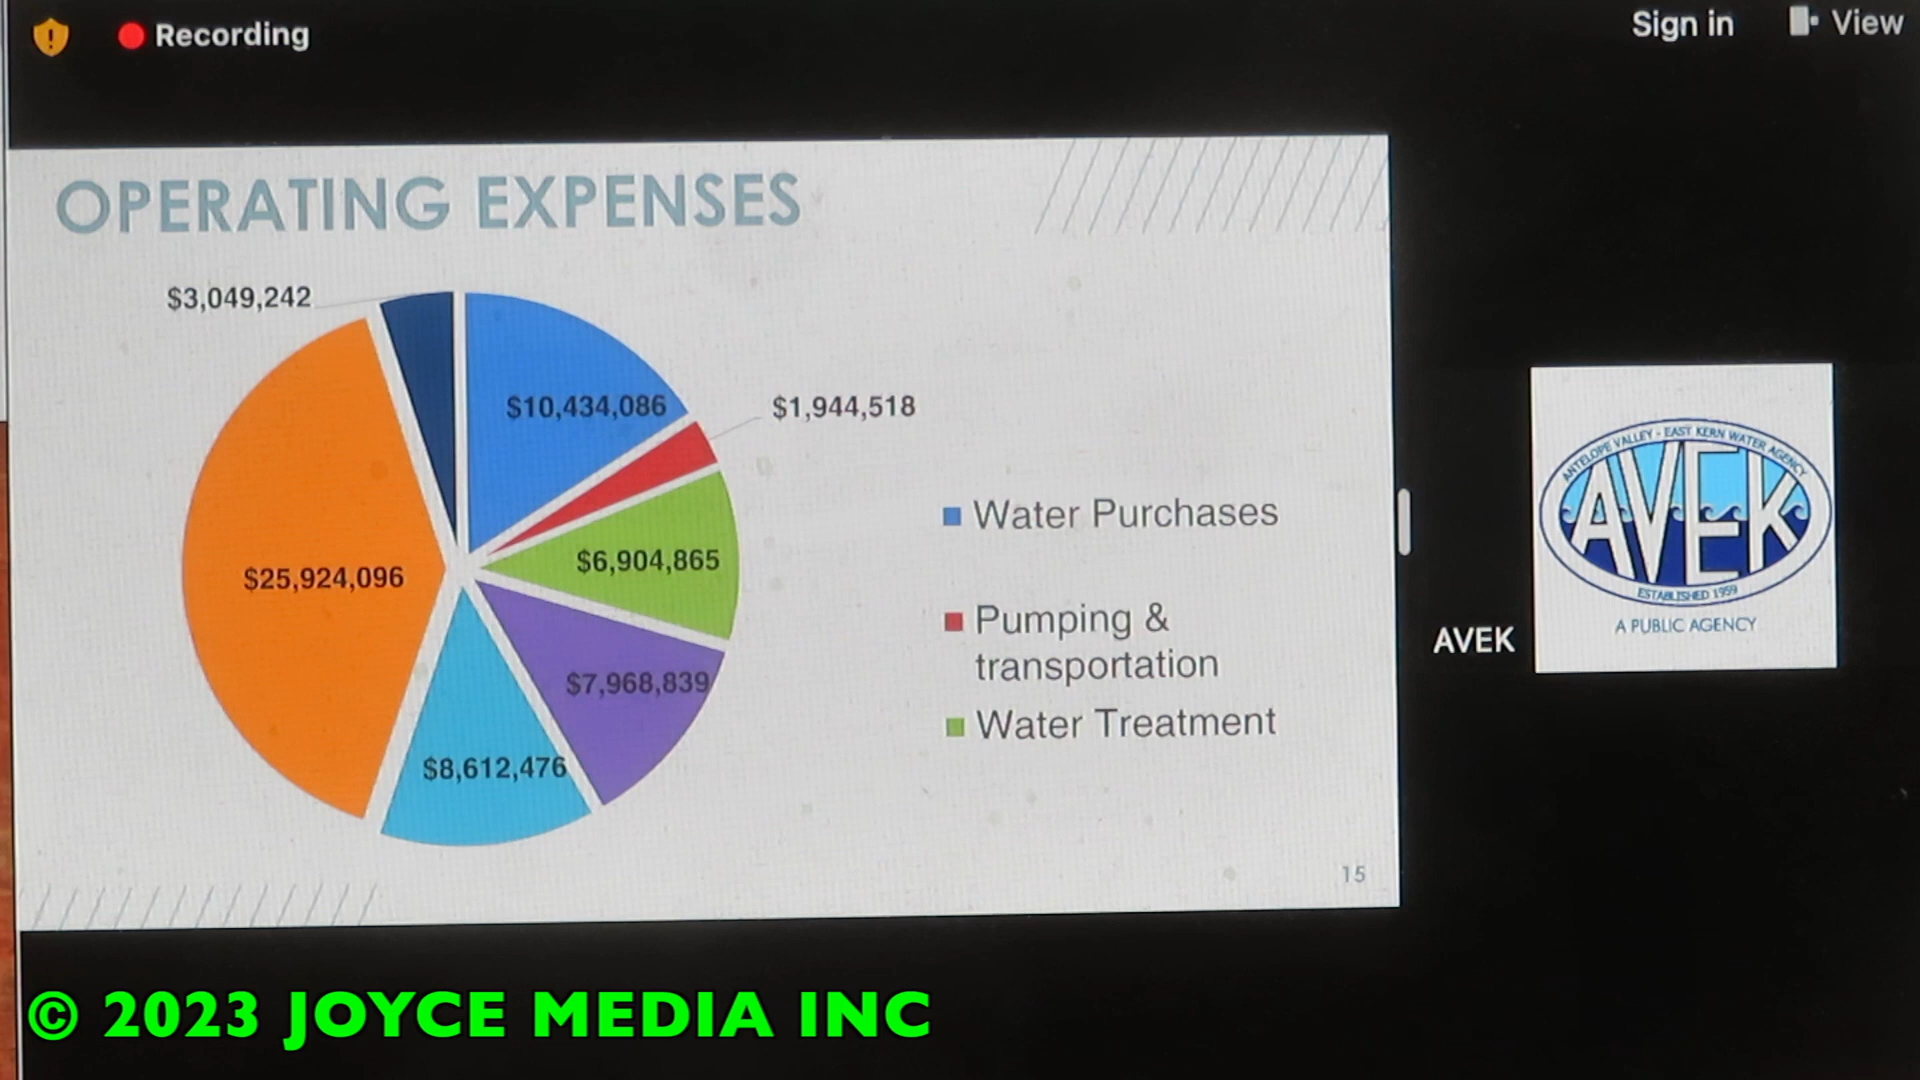 Recording
Sign in
View
OPERATING EXPENSES
$3,049,242
$10,434,086
$1,944,518
$6,904,865
$25,924,096
$7,968,839
$8,612,476
Water Purchases
Pumping &
transportation
Water Treatment
15
AVEK
ANTELOPE VALLEY - EAST KERN WATER AGENCY
AVEK
ESTABLISHED 1959
A PUBLIC AGENCY
© 2023 JOYCE MEDIA INC